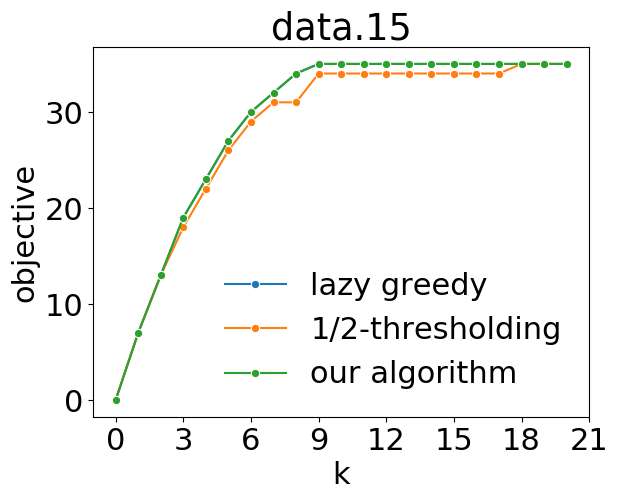 data.15
objective
30
20
10
0
lazy greedy
1/2-thresholding
our algorithm
0 3 6 9 12 15 18 21
k